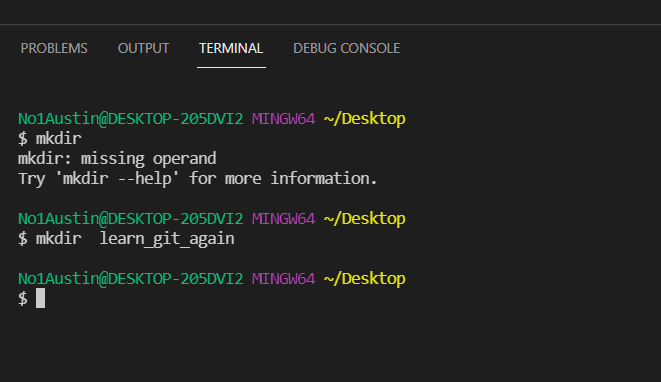 PROBLEMS OUTPUT TERMINAL DEBUG CONSOLE
No1Austin@DESKTOP-205DVI2 MINGW64 ~/Desktop
$ mkdir
mkdir: missing operand
Try 'mkdir --help' for more information.
No1Austin@DESKTOP-205DVI2 MINGW64 ~/Desktop
$ mkdir  learn_git_again
No1Austin@DESKTOP-205DVI2 MINGW64 ~/Desktop
$